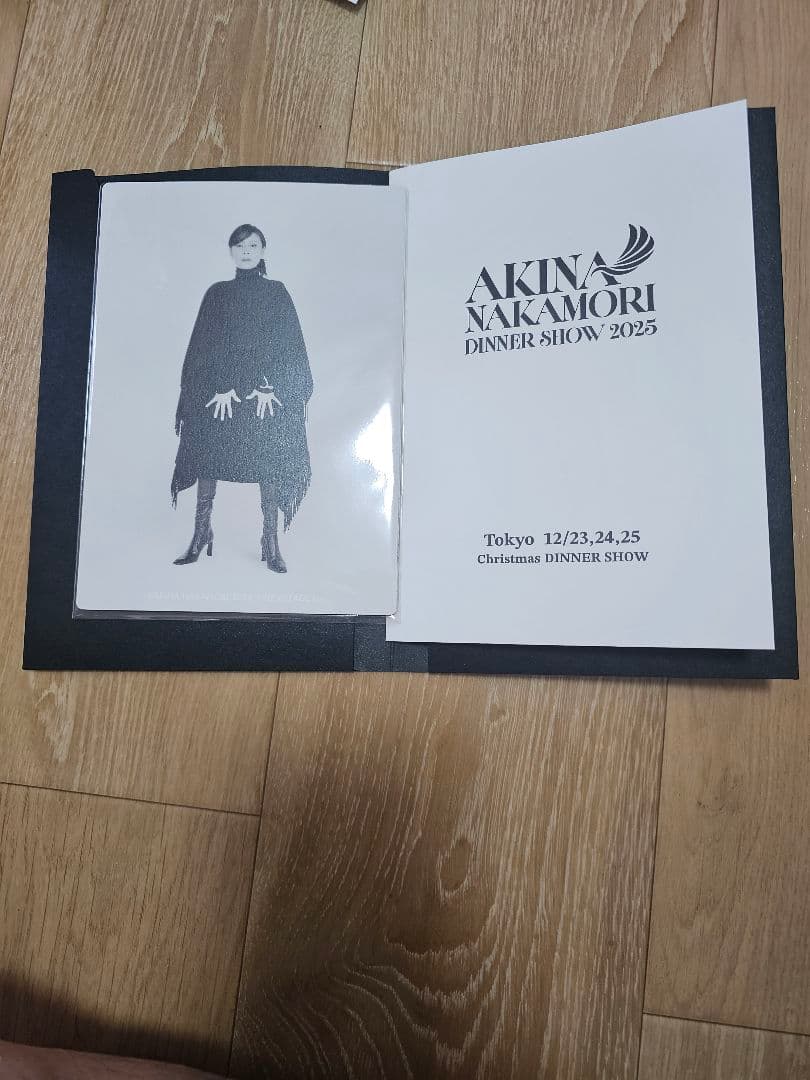 AKINA
NAKAMORI
DINNER SHOW 2025
Tokyo 12/23,24,25
Christmas DINNER SHOW